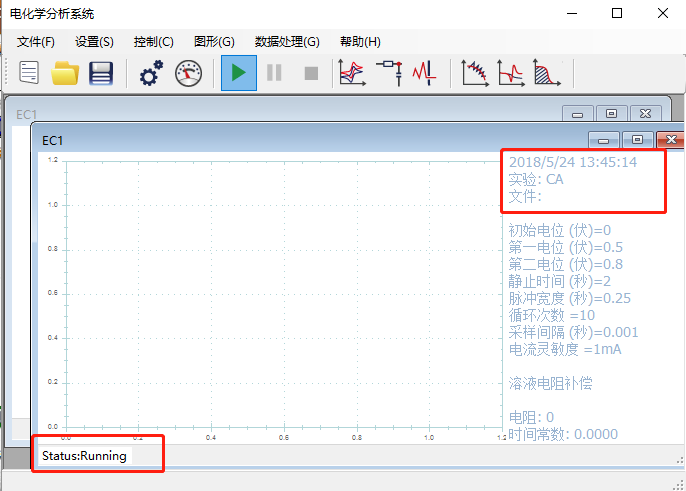 电化学分析系统
文件(F) 设置(S) 控制(C) 图形(G) 数据处理(G) 帮助(H)
EC1
EC1
2018/5/24 13:45:14
实验: CA
文件:
初始电位 (伏)=0
第一电位 (伏)=0.5
第二电位 (伏)=0.8
静止时间 (秒)=2
脉冲宽度 (秒)=0.25
循环次数 =10
采样间隔 (秒)=0.001
电流灵敏度 =1mA
溶液电阻补偿
电阻: 0
时间常数: 0.0000
1.2
1.0
0.8
0.6
0.4
0.2
0.0
0.0 0.2 0.4 0.6 0.8 1.0 1.2
Status:Running